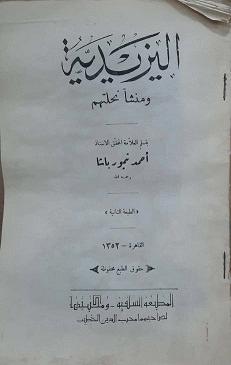 اليزيدية
ومنشأ نحلتهم
بقلم العلامة المحقق الاستاذ
أحمد تيمور باشا
رحمه الله
«الطبعة الثانية»
القاهرة - ١٣٥٢
حقوق الطبع محفوظة
المطبعة السلفية - ومكتبتها
لصاحبها محب الدين الخطيب